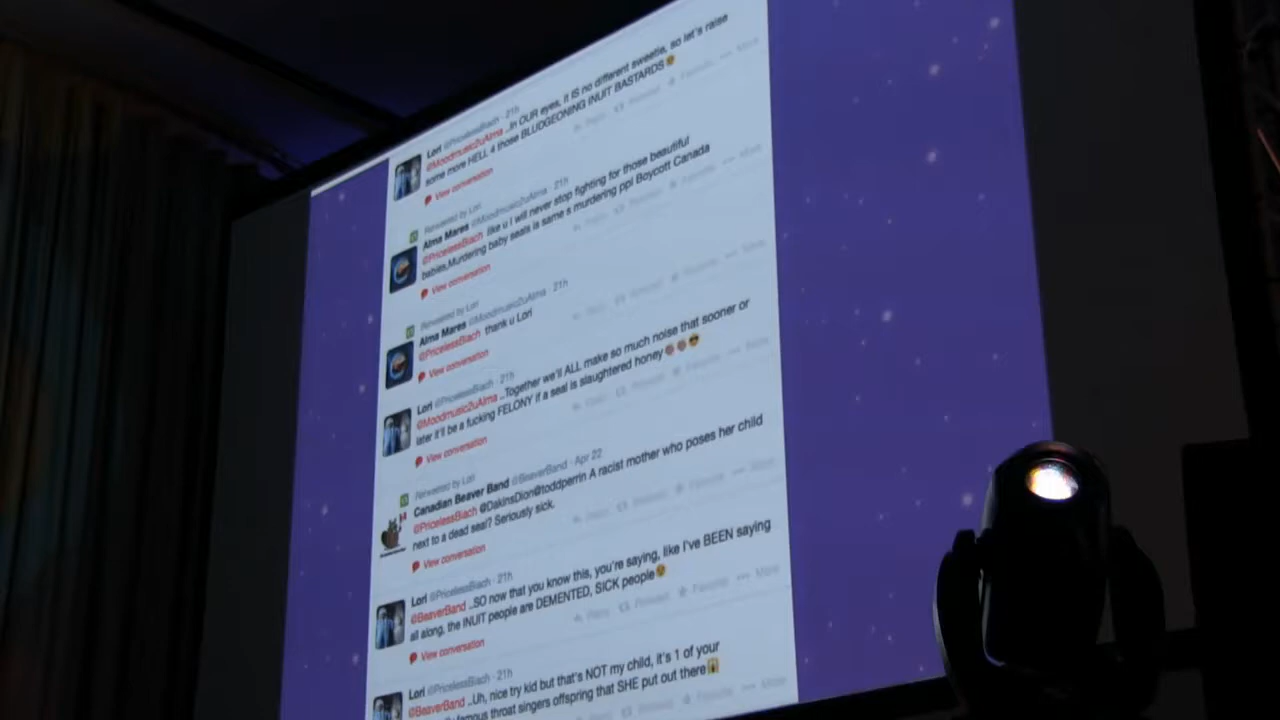 Lori @PricelessBiach · 21h
@Moodmusic2uAlma ..In OUR eyes, it IS no different sweetie, so let's raise
some more HELL 4 those BLUDGEONING INUIT BASTARDS
View conversation
Retweeted by Lori
Alma Mares @Moodmusic2uAlma · 21h
@PricelessBiach like u I will never stop fighting for those beautiful
babies,Murdering baby seals is same s murdering ppl Boycott Canada
View conversation
Retweeted by Lori
Alma Mares @Moodmusic2uAlma · 21h
@PricelessBiach thank u Lori
View conversation
Lori @PricelessBiach · 21h
@Moodmusic2uAlma ..Together we'll ALL make so much noise that sooner or
later it'll be a fucking FELONY if a seal is slaughtered honey
View conversation
Retweeted by Lori
Canadian Beaver Band @BeaverBand · Apr 22
@PricelessBiach @DakinsDion@toddperrin A racist mother who poses her child
next to a dead seal? Seriously sick.
View conversation
Lori @PricelessBiach · 21h
@BeaverBand ..SO now that you know this, you're saying, like I've BEEN saying
all along, the INUIT people are DEMENTED, SICK people
View conversation
Lori @PricelessBiach · 21h
@BeaverBand ..Uh, nice try kid but that's NOT my child, it's 1 of your
famous throat singers offspring that SHE put out there